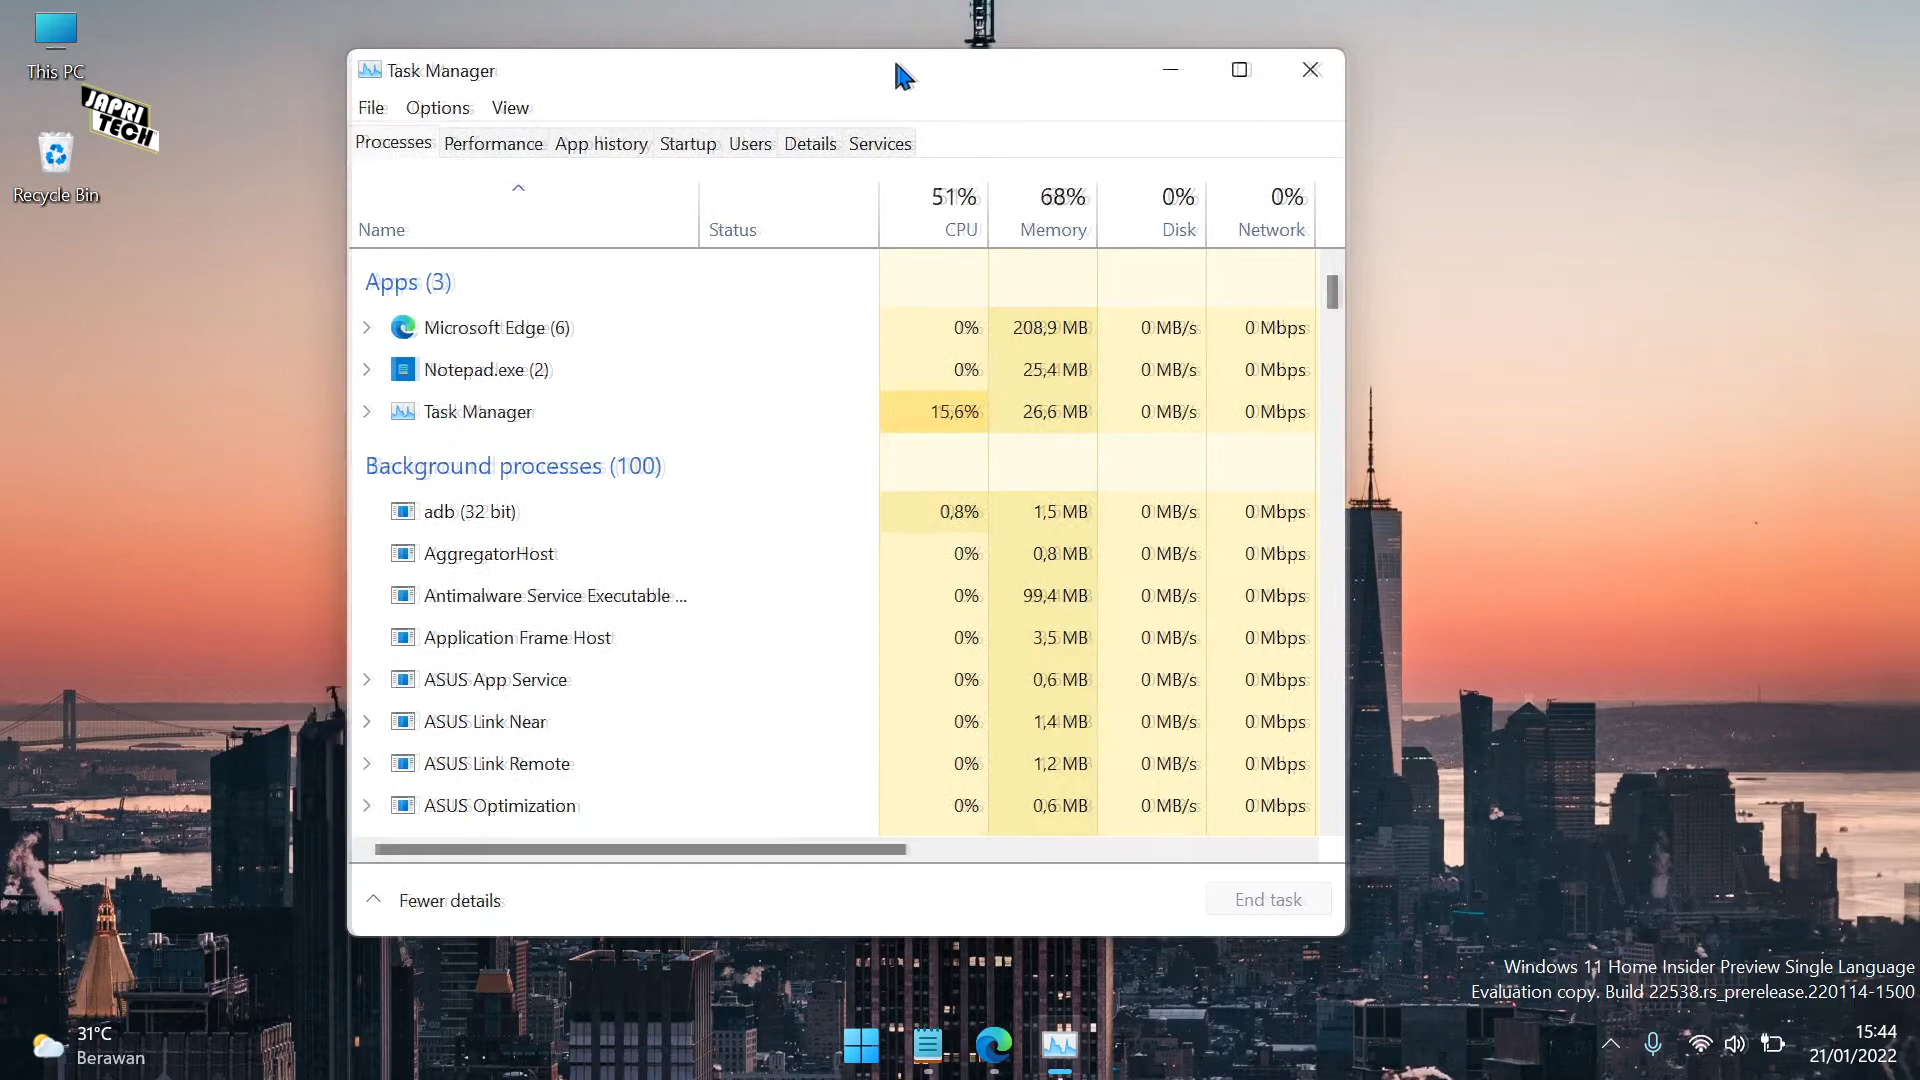 This PC
JAPRI
TECH
Recycle Bin
Task Manager
File Options View
Processes Performance App history Startup Users Details Services
51% 68% 0% 0%
Name Status CPU Memory Disk Network
Apps (3)
Microsoft Edge (6) 0% 208,9 MB 0 MB/s 0 Mbps
Notepad.exe (2) 0% 25,4 MB 0 MB/s 0 Mbps
Task Manager 15,6% 26,6 MB 0 MB/s 0 Mbps
Background processes (100)
adb (32 bit) 0,8% 1,5 MB 0 MB/s 0 Mbps
AggregatorHost 0% 0,8 MB 0 MB/s 0 Mbps
Antimalware Service Executable ... 0% 99,4 MB 0 MB/s 0 Mbps
Application Frame Host 0% 3,5 MB 0 MB/s 0 Mbps
ASUS App Service 0% 0,6 MB 0 MB/s 0 Mbps
ASUS Link Near 0% 1,4 MB 0 MB/s 0 Mbps
ASUS Link Remote 0% 1,2 MB 0 MB/s 0 Mbps
ASUS Optimization 0% 0,6 MB 0 MB/s 0 Mbps
Fewer details End task
Windows 11 Home Insider Preview Single Language
Evaluation copy. Build 22538.rs_prerelease.220114-1500
31°C
Berawan
15:44
21/01/2022